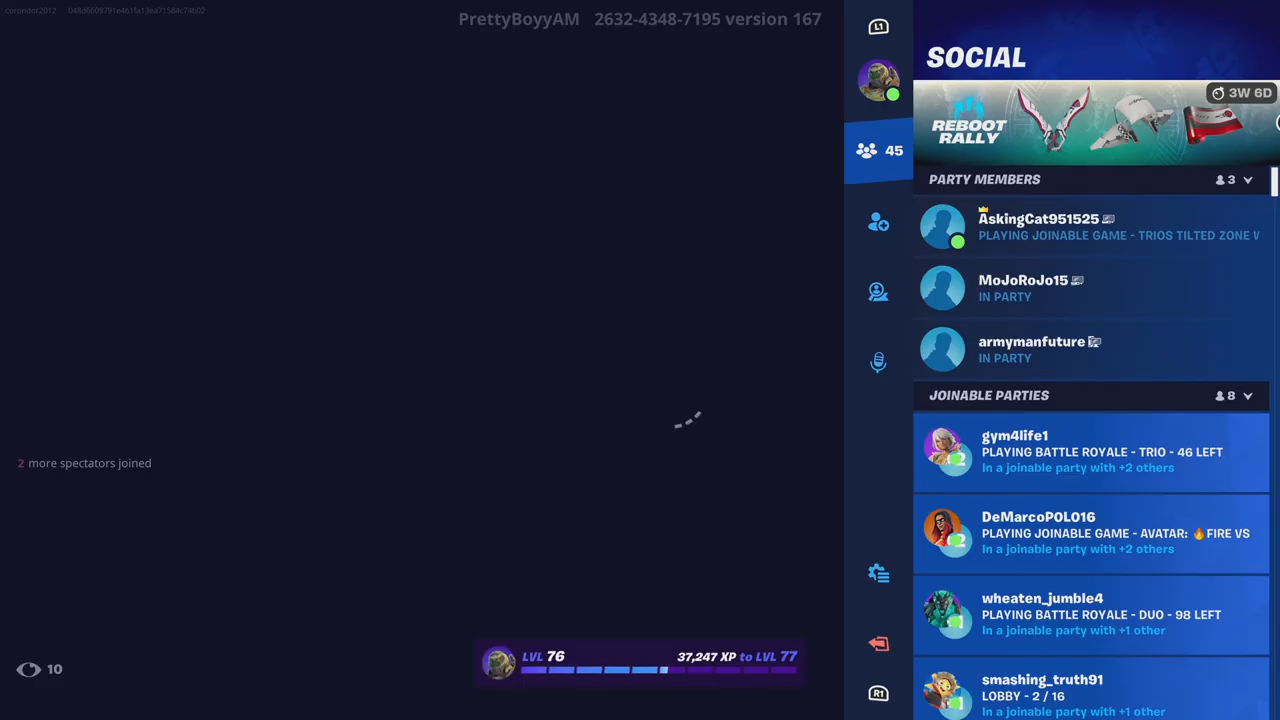 corondor2012 048d6609791e461fa13ea71584c74b02
PrettyBoyyAM 2632-4348-7195 version 167
L1
SOCIAL
3W 6D
REBOOT
RALLY
45
PARTY MEMBERS
3
AskingCat951525
PLAYING JOINABLE GAME - TRIOS TILTED ZONE W
MoJoRoJo15
IN PARTY
armymanfuture
IN PARTY
JOINABLE PARTIES
8
gym4life1
PLAYING BATTLE ROYALE - TRIO - 46 LEFT
In a joinable party with +2 others
DeMarcoPOLO16
PLAYING JOINABLE GAME - AVATAR: 🔥FIRE VS
In a joinable party with +2 others
wheaten_jumble4
PLAYING BATTLE ROYALE - DUO - 98 LEFT
In a joinable party with +1 other
smashing_truth91
LOBBY - 2 / 16
In a joinable party with +1 other
2 more spectators joined
10
LVL 76
37,247 XP to LVL 77
R1